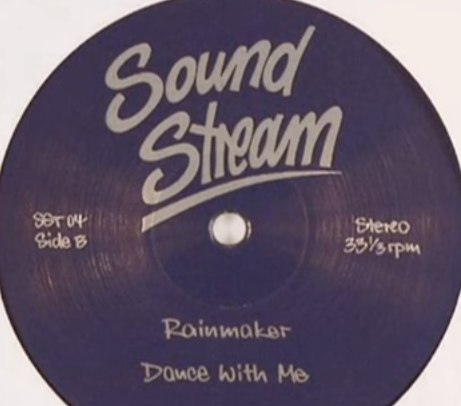 Sound
Stream
SST 04
Side B
Stereo
33⅓ rpm
Rainmaker
Dance With Me